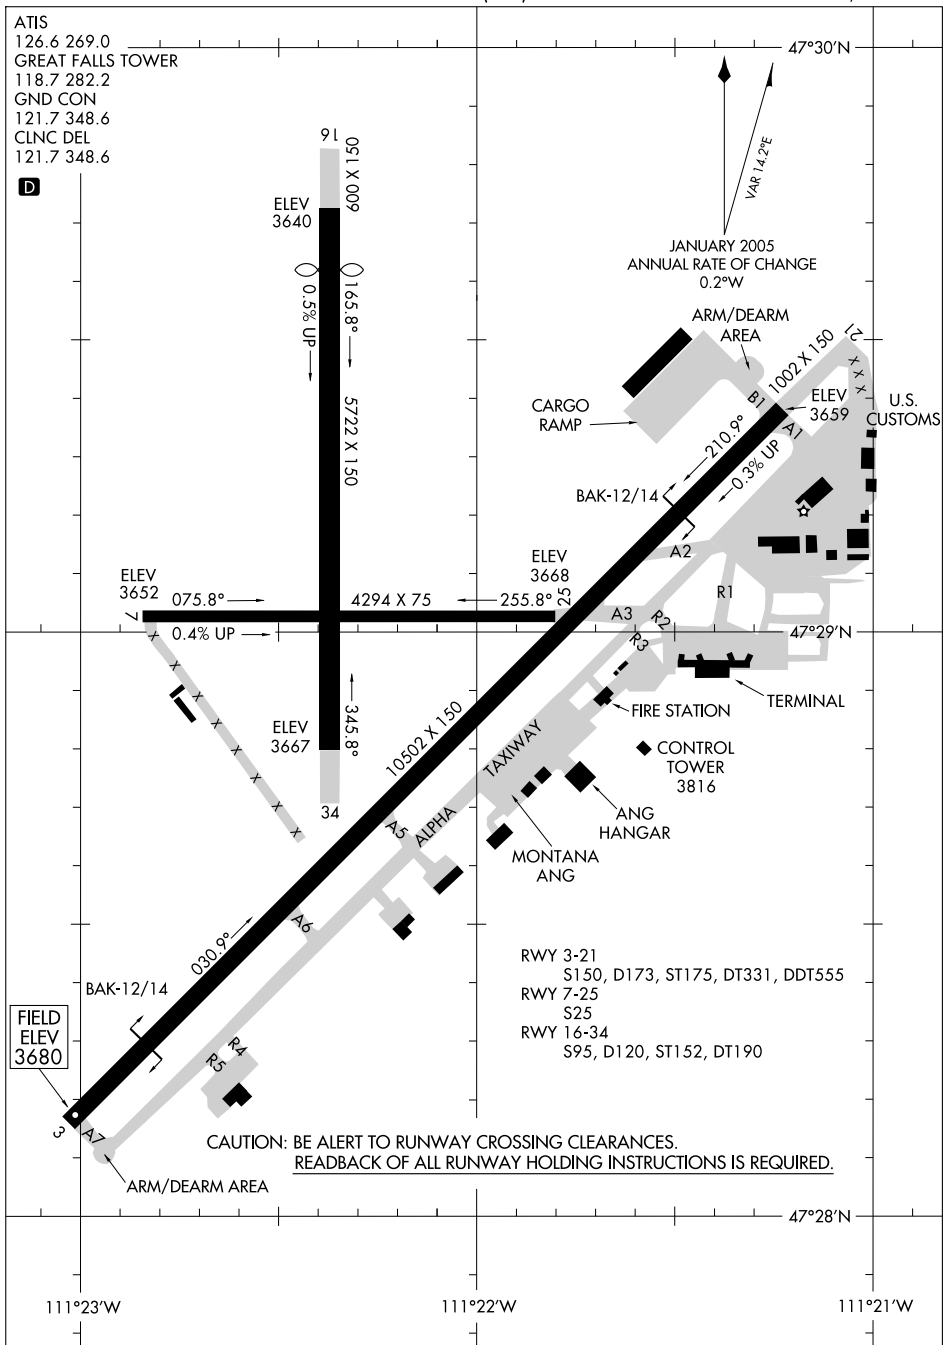 ATIS
126.6 269.0
GREAT FALLS TOWER
118.7 282.2
GND CON
121.7 348.6
CLNC DEL
121.7 348.6
D
47°30'N
VAR 14.2°E
JANUARY 2005
ANNUAL RATE OF CHANGE
0.2°W
16
600 X 150
ELEV
3640
0.5% UP
165.8°
5722 X 150
ARM/DEARM
AREA
1002 X 150
21
X X X
B1
A1
ELEV
3659
U.S.
CUSTOMS
CARGO
RAMP
210.9°
0.3% UP
BAK-12/14
A2
ELEV
3652
7
075.8°
0.4% UP
4294 X 75
255.8°
ELEV
3668
25
A3
R1
R2
R3
47°29'N
TERMINAL
FIRE STATION
CONTROL
TOWER
3816
X
X
X
X
X
X
X
X
ELEV
3667
345.8°
34
10502 X 150
ALPHA TAXIWAY
ANG
HANGAR
MONTANA
ANG
A5
A6
030.9°
BAK-12/14
RWY 3-21
S150, D173, ST175, DT331, DDT555
RWY 7-25
S25
RWY 16-34
S95, D120, ST152, DT190
FIELD
ELEV
3680
R4
R5
3
A7
ARM/DEARM AREA
CAUTION: BE ALERT TO RUNWAY CROSSING CLEARANCES.
READBACK OF ALL RUNWAY HOLDING INSTRUCTIONS IS REQUIRED.
47°28'N
111°23'W
111°22'W
111°21'W